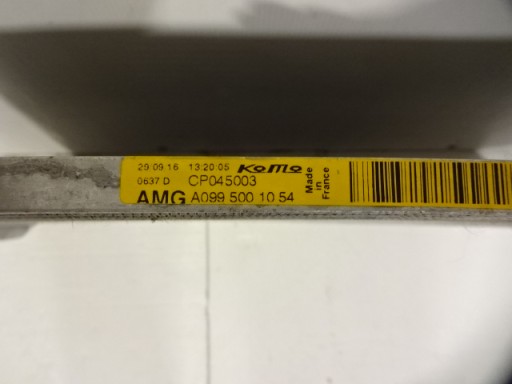 29.09.16 13:20:05 KOMO
0637 D CP045003
AMG A099 500 10 54
Made in France